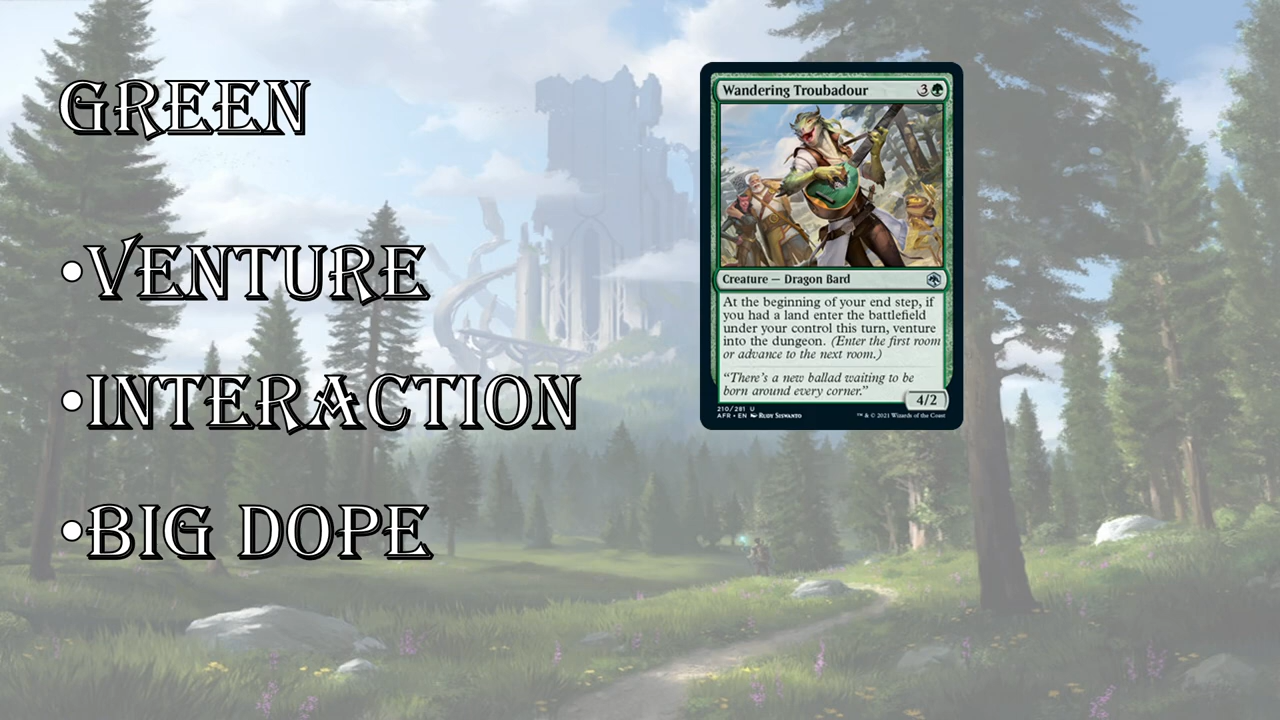 GREEN
•VENTURE
•INTERACTION
•BIG DOPE
Wandering Troubadour 3
Creature — Dragon Bard
At the beginning of your end step, if
you had a land enter the battlefield
under your control this turn, venture
into the dungeon. (Enter the first room
or advance to the next room.)
"There's a new ballad waiting to be
born around every corner."
4/2
210/281 U
AFR • EN Rudy Siswanto
™ & © 2021 Wizards of the Coast